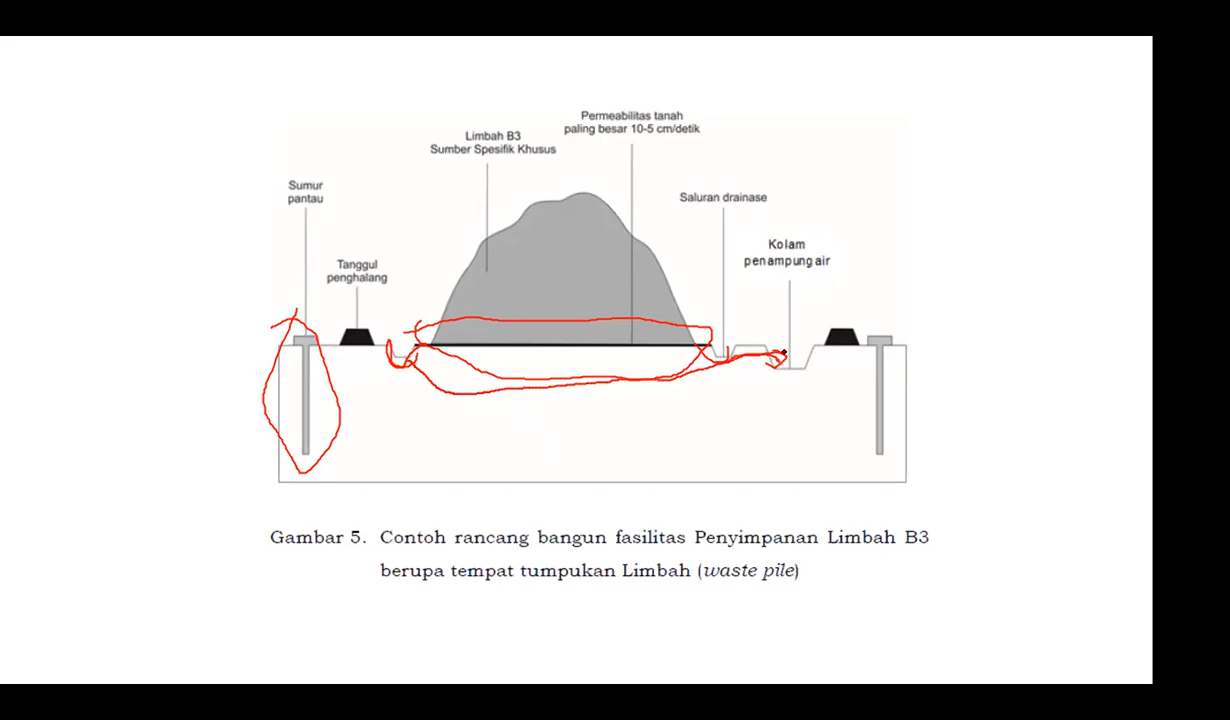 Permeabilitas tanah
paling besar 10-5 cm/detik
Limbah B3
Sumber Spesifik Khusus
Sumur
pantau
Saluran drainase
Kolam
penampung air
Tanggul
penghalang
Gambar 5. Contoh rancang bangun fasilitas Penyimpanan Limbah B3
berupa tempat tumpukan Limbah (waste pile)